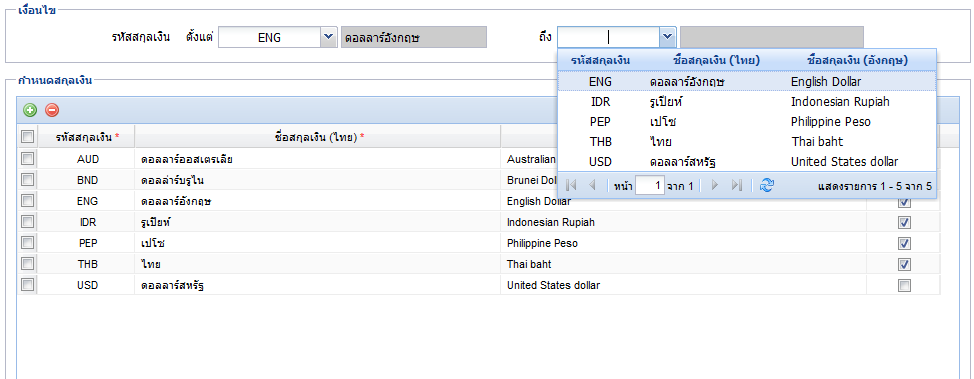 เงื่อนไข
รหัสสกุลเงิน ตั้งแต่ ENG ดอลลาร์อังกฤษ ถึง
รหัสสกุลเงิน ชื่อสกุลเงิน (ไทย) ชื่อสกุลเงิน (อังกฤษ)
ENG ดอลลาร์อังกฤษ English Dollar
IDR รูเปียห์ Indonesian Rupiah
PEP เปโซ Philippine Peso
THB ไทย Thai baht
USD ดอลลาร์สหรัฐ United States dollar
หน้า 1 จาก 1 แสดงรายการ 1 - 5 จาก 5
กำหนดสกุลเงิน
รหัสสกุลเงิน * ชื่อสกุลเงิน (ไทย) *
AUD ดอลลาร์ออสเตรเลีย Australian
BND ดอลล่าร์บรูไน Brunei Dol
ENG ดอลลาร์อังกฤษ English Dollar
IDR รูเปียห์ Indonesian Rupiah
PEP เปโซ Philippine Peso
THB ไทย Thai baht
USD ดอลลาร์สหรัฐ United States dollar